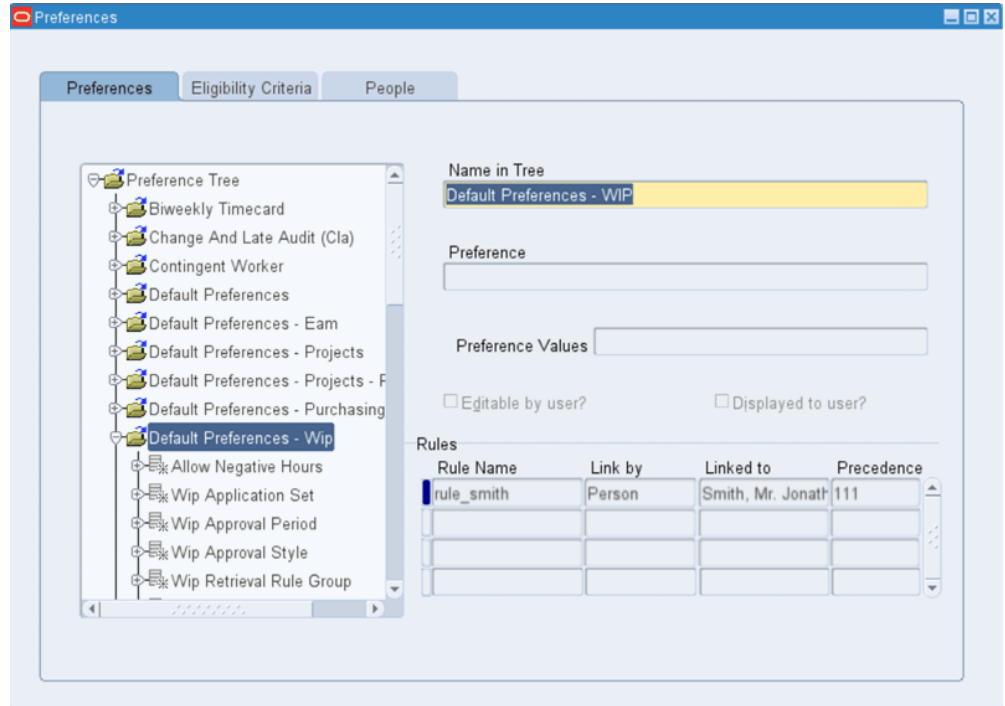 Preferences
Preferences Eligibility Criteria People
Preference Tree
Biweekly Timecard
Change And Late Audit (Cla)
Contingent Worker
Default Preferences
Default Preferences - Eam
Default Preferences - Projects
Default Preferences - Projects - P
Default Preferences - Purchasing
Default Preferences - Wip
Allow Negative Hours
Wip Application Set
Wip Approval Period
Wip Approval Style
Wip Retrieval Rule Group
Name in Tree
Default Preferences - WIP
Preference
Preference Values
Editable by user? Displayed to user?
Rules
Rule Name Link by Linked to Precedence
rule_smith Person Smith, Mr. Jonath 111